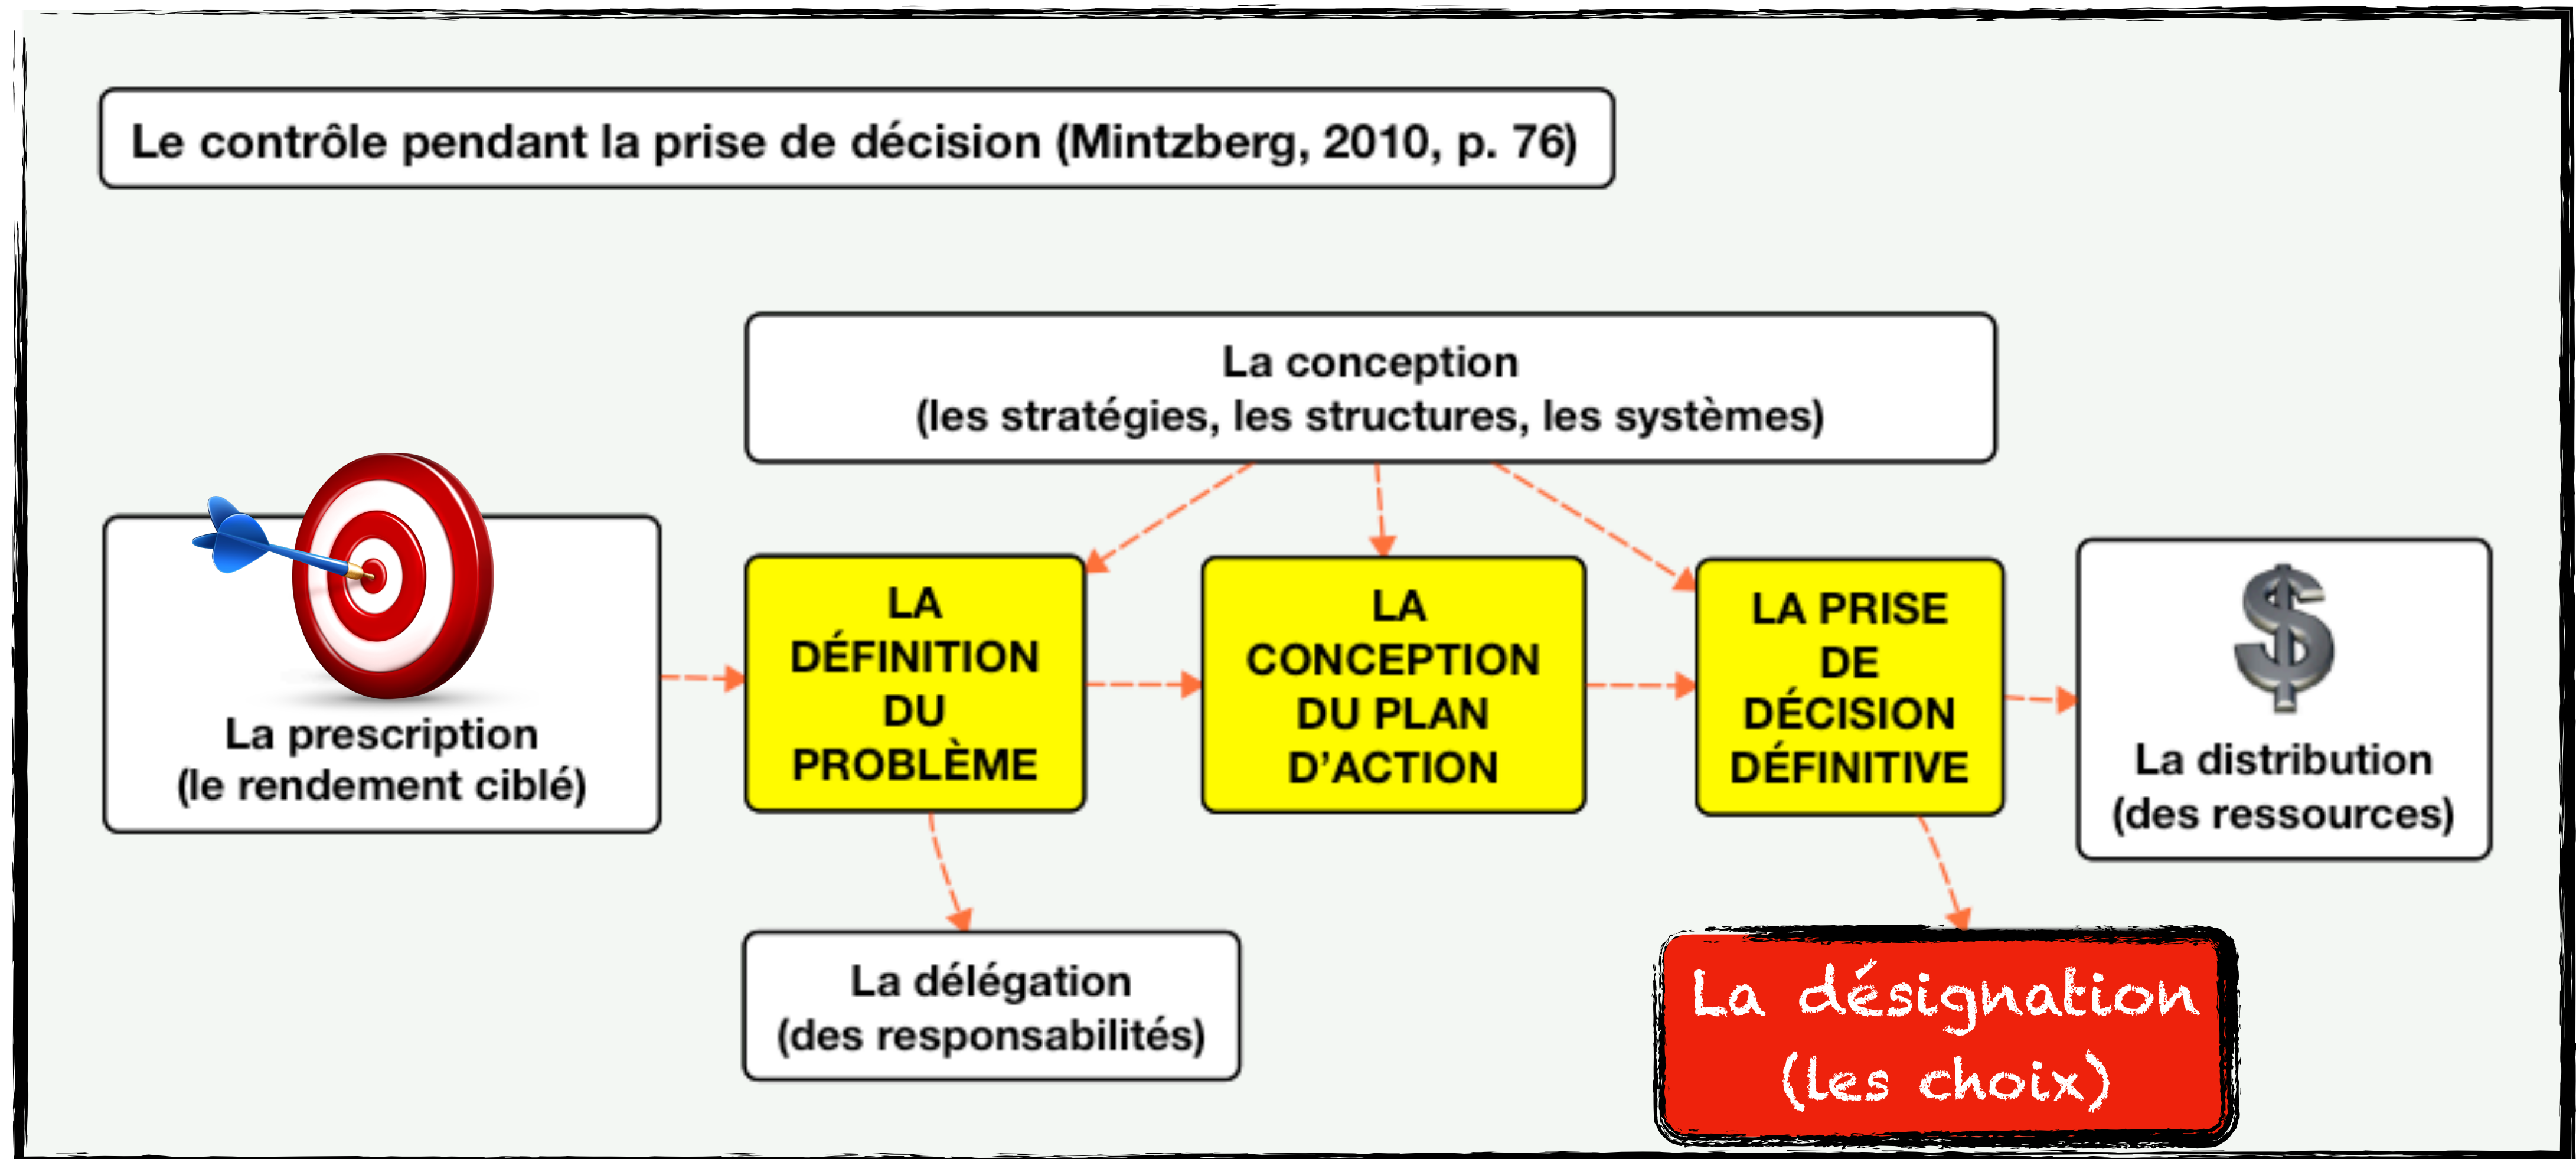 Le contrôle pendant la prise de décision (Mintzberg, 2010, p. 76)
La conception
(les stratégies, les structures, les systèmes)
La prescription
(le rendement ciblé)
LA
DÉFINITION
DU
PROBLÈME
LA
CONCEPTION
DU PLAN
D’ACTION
LA PRISE
DE
DÉCISION
DÉFINITIVE
$
La distribution
(des ressources)
La délégation
(des responsabilités)
La désignation
(les choix)